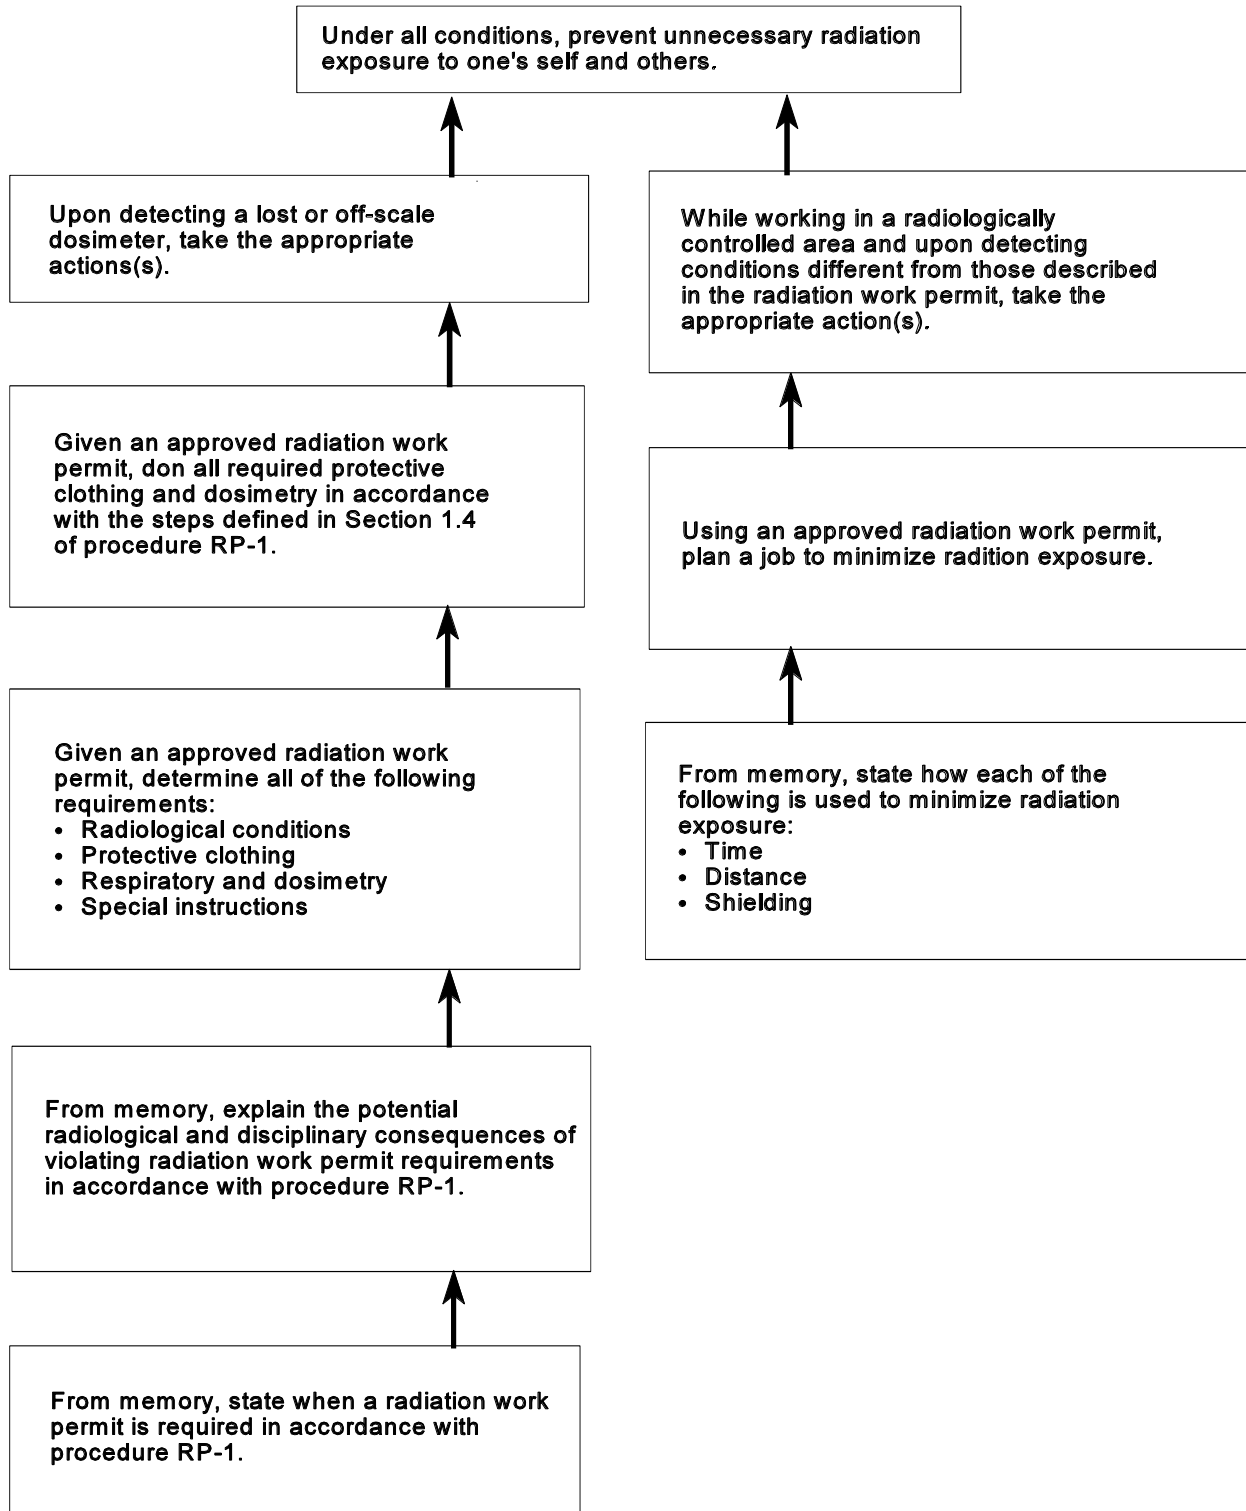 Under all conditions, prevent unnecessary radiation
exposure to one's self and others.
Upon detecting a lost or off-scale
dosimeter, take the appropriate
actions(s).
Given an approved radiation work
permit, don all required protective
clothing and dosimetry in accordance
with the steps defined in Section 1.4
of procedure RP-1.
Given an approved radiation work
permit, determine all of the following
requirements:
• Radiological conditions
• Protective clothing
• Respiratory and dosimetry
• Special instructions
From memory, explain the potential
radiological and disciplinary consequences of
violating radiation work permit requirements
in accordance with procedure RP-1.
From memory, state when a radiation work
permit is required in accordance with
procedure RP-1.
While working in a radiologically
controlled area and upon detecting
conditions different from those described
in the radiation work permit, take the
appropriate action(s).
Using an approved radiation work permit,
plan a job to minimize radition exposure.
From memory, state how each of the
following is used to minimize radiation
exposure:
• Time
• Distance
• Shielding